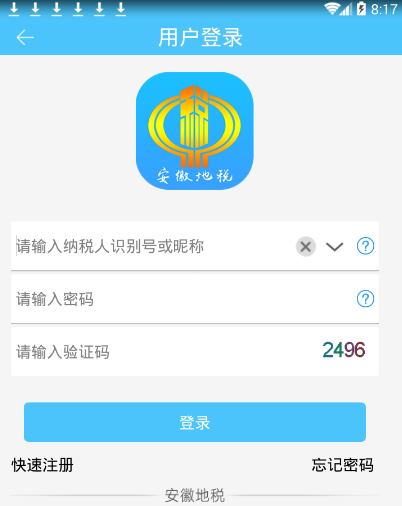 8:17
用户登录
税
安徽地税
请输入纳税人识别号或昵称
请输入密码
请输入验证码
2496
登录
快速注册
忘记密码
安徽地税